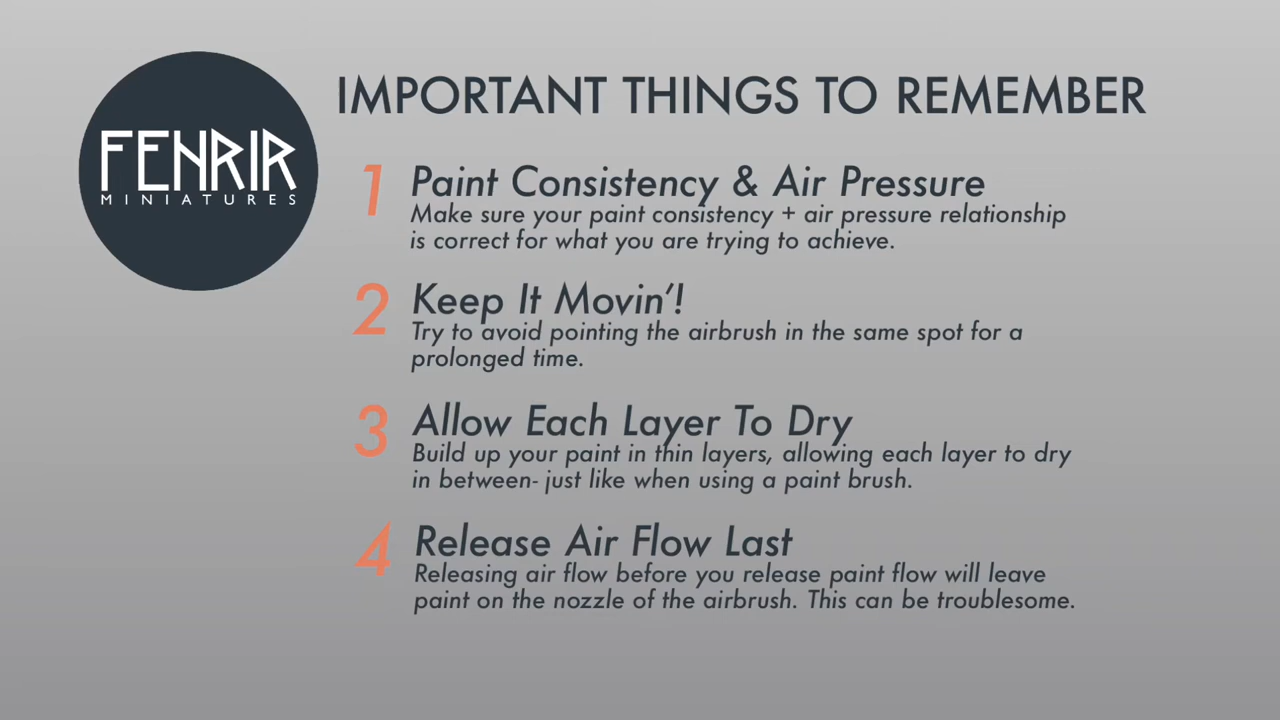 FENRIR
MINIATURES
IMPORTANT THINGS TO REMEMBER
1 Paint Consistency & Air Pressure
Make sure your paint consistency + air pressure relationship
is correct for what you are trying to achieve.
2 Keep It Movin’!
Try to avoid pointing the airbrush in the same spot for a
prolonged time.
3 Allow Each Layer To Dry
Build up your paint in thin layers, allowing each layer to dry
in between- just like when using a paint brush.
4 Release Air Flow Last
Releasing air flow before you release paint flow will leave
paint on the nozzle of the airbrush. This can be troublesome.